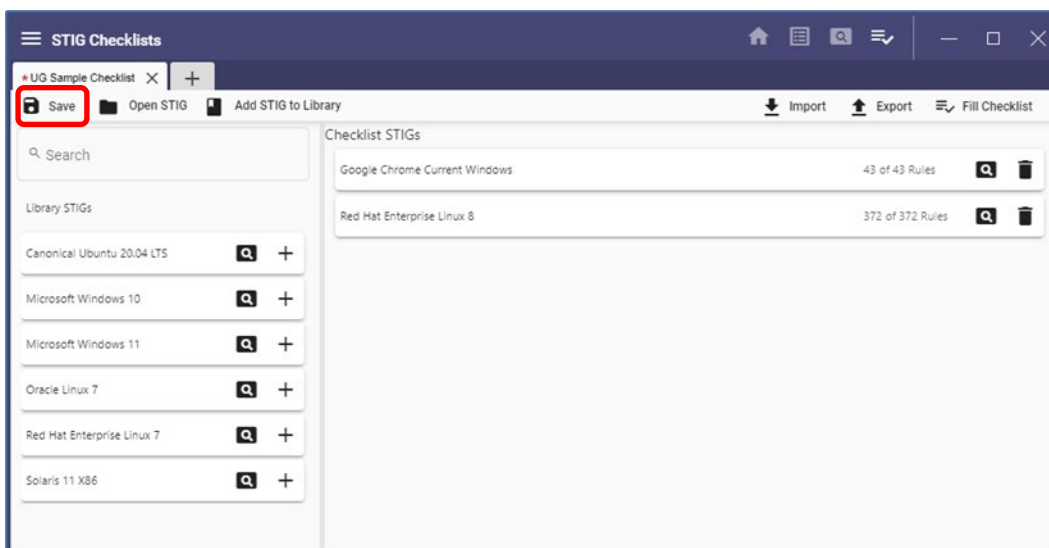 STIG Checklists
*UG Sample Checklist
Save Open STIG Add STIG to Library Import Export Fill Checklist
Search
Library STIGs
Canonical Ubuntu 20.04 LTS
Microsoft Windows 10
Microsoft Windows 11
Oracle Linux 7
Red Hat Enterprise Linux 7
Solaris 11 X86
Checklist STIGs
Google Chrome Current Windows 43 of 43 Rules
Red Hat Enterprise Linux 8 372 of 372 Rules